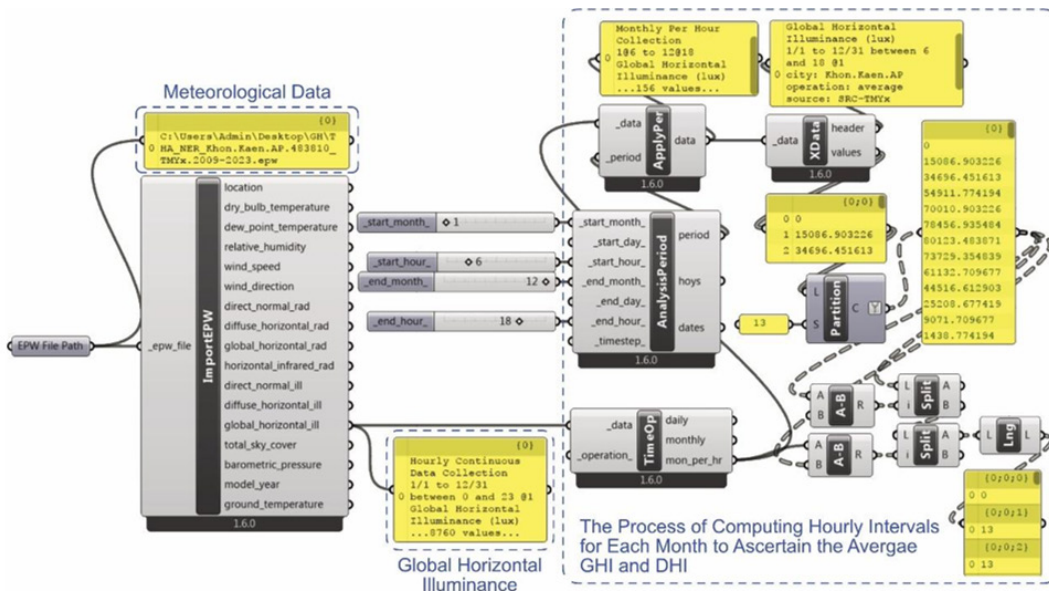 Meteorological Data
{0}
C:\Users\Admin\Desktop\GH\T
0 HA_NER_Khon.Kaen.AP.483810_
TMYx.2009-2023.epw
EPW File Path
_epw_file
ImportEPW
location
dry_bulb_temperature
dew_point_temperature
relative_humidity
wind_speed
wind_direction
direct_normal_rad
diffuse_horizontal_rad
global_horizontal_rad
horizontal_infrared_rad
direct_normal_ill
diffuse_horizontal_ill
global_horizontal_ill
total_sky_cover
barometric_pressure
model_year
ground_temperature
1.6.0
_start_month_ 1
_start_hour_ 6
_end_month_ 12
_end_hour_ 18
{0}
Hourly Continuous
Data Collection
1/1 to 12/31
0 between 0 and 23 @1
Global Horizontal
Illuminance (lux)
...8760 values...
Global Horizontal
Illuminance
Monthly Per Hour
Collection
1@6 to 12@18
0 Global Horizontal
Illuminance (lux)
...156 values...
Global Horizontal
Illuminance (lux)
1/1 to 12/31 between 6
and 18 @1
0 city: Khon.Kaen.AP
operation: average
source: SRC-TMYx
_data
_period
ApplyPer
data
1.6.0
_data
XData
header
values
1.6.0
_start_month_
_start_day_
_start_hour_
_end_month_
_end_day_
_end_hour_
_timestep_
AnalysisPeriod
period
hoys
dates
1.6.0
{0;0}
0 0
1 15086.903226
2 34696.451613
13
L
S
Partition
C
{0}
0
15086.903226
34696.451613
54911.774194
70010.903226
78456.935484
80123.483871
73729.354839
61132.709677
44516.612903
25208.677419
9071.709677
1438.774194
_data
_operation_
TimeOp
daily
monthly
mon_per_hr
1.6.0
A
B
A-B
R
L
i
Split
A
B
A
B
A-B
R
L
i
Split
A
B
L
Lng
L
{0;0;0}
0 0
{0;0;1}
0 13
{0;0;2}
0 13
The Process of Computing Hourly Intervals
for Each Month to Ascertain the Avergae
GHI and DHI